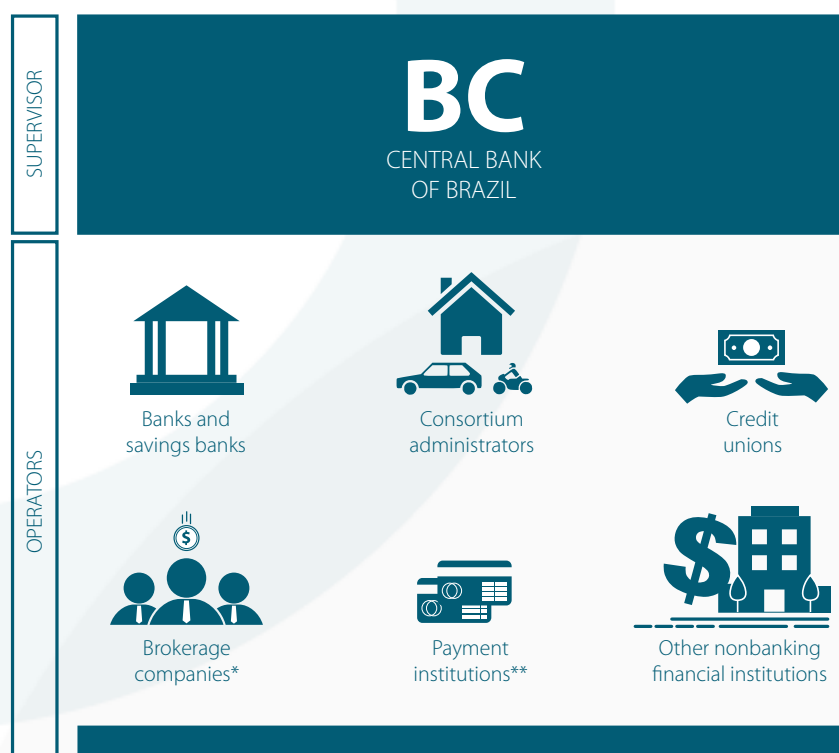 SUPERVISOR
BC
CENTRAL BANK
OF BRAZIL
OPERATORS
Banks and
savings banks
Consortium
administrators
Credit
unions
$
Brokerage
companies*
Payment
institutions**
$
Other nonbanking
financial institutions